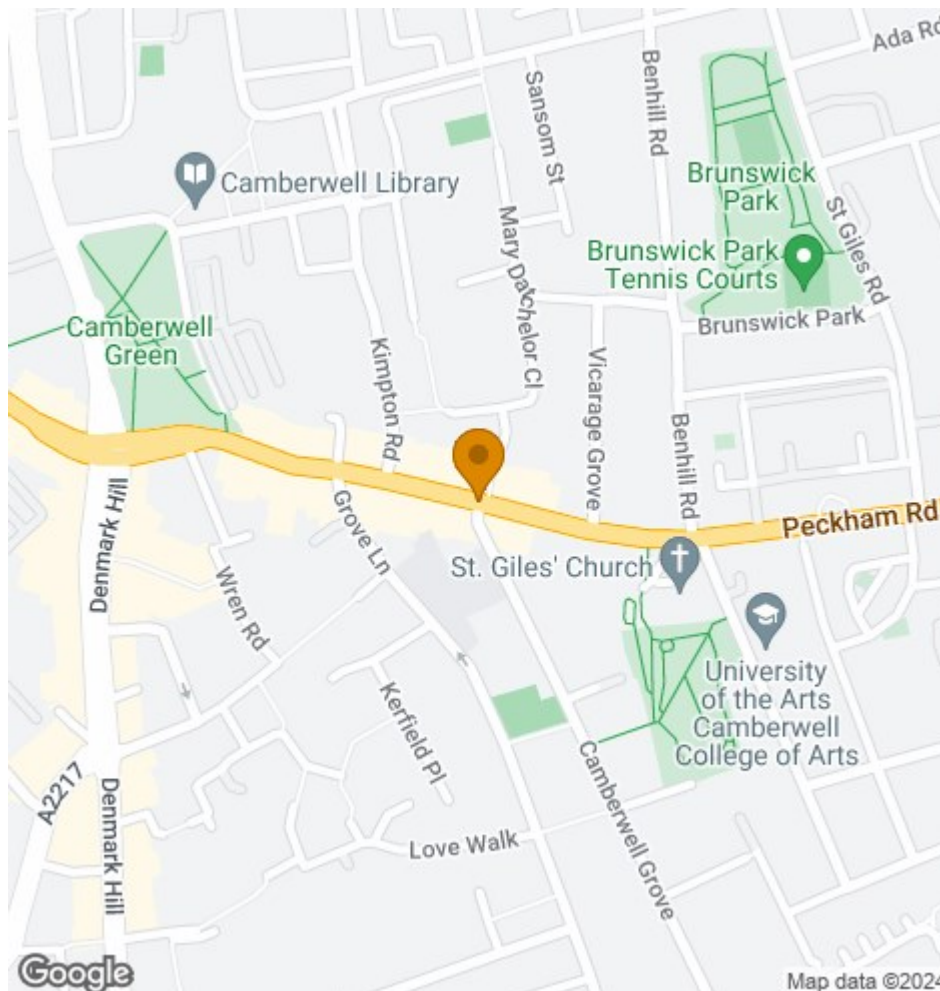 Ada Rd
Sansom St
Benhill Rd
Camberwell Library
Brunswick
Park
Mary Datchelor Cl
St Giles Rd
Brunswick Park
Tennis Courts
Camberwell
Green
Brunswick Park
Kimpton Rd
Vicarage Grove
Benhill Rd
Peckham Rd
Denmark Hill
Grove Ln
St. Giles' Church
Wren Rd
University
of the Arts
Camberwell
College of Arts
Kerfield Pl
A2217
Denmark Hill
Love Walk
Camberwell Grove
Google
Map data ©2024